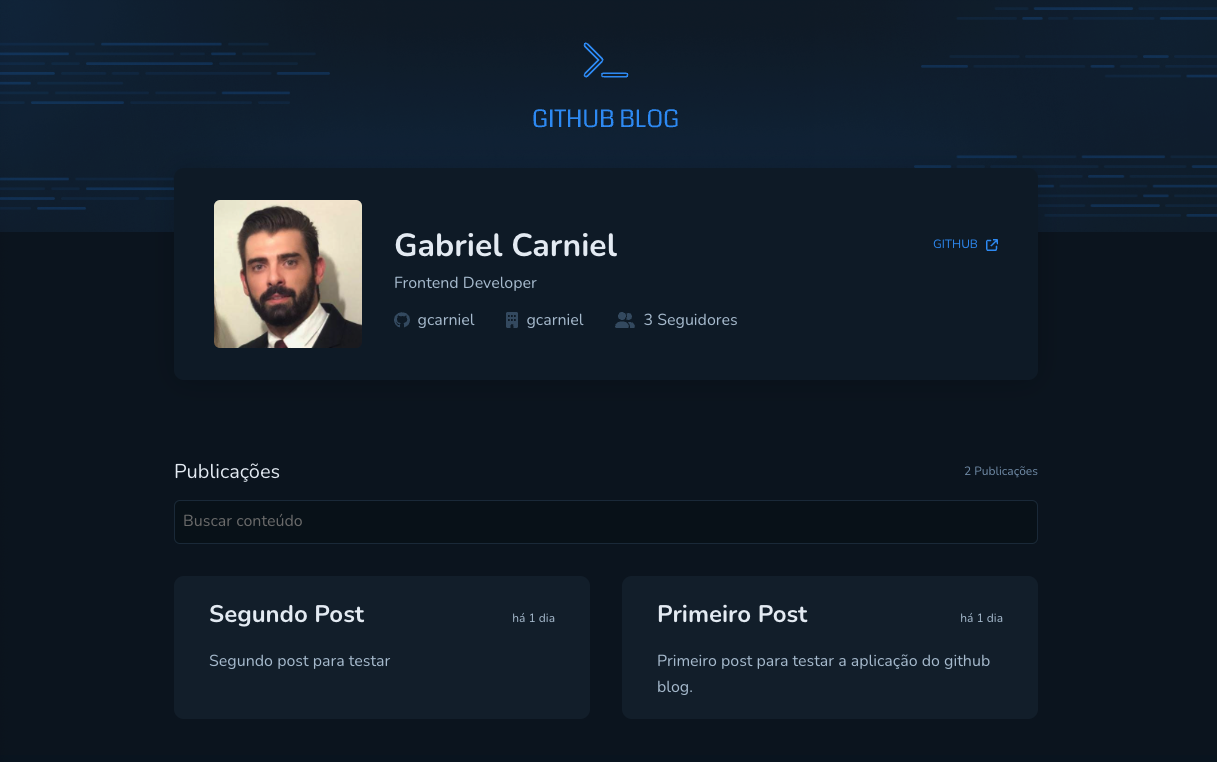 GITHUB BLOG
Gabriel Carniel
GITHUB
Frontend Developer
gcarniel gcarniel 3 Seguidores
Publicações
2 Publicações
Buscar conteúdo
Segundo Post
há 1 dia
Segundo post para testar
Primeiro Post
há 1 dia
Primeiro post para testar a aplicação do github
blog.